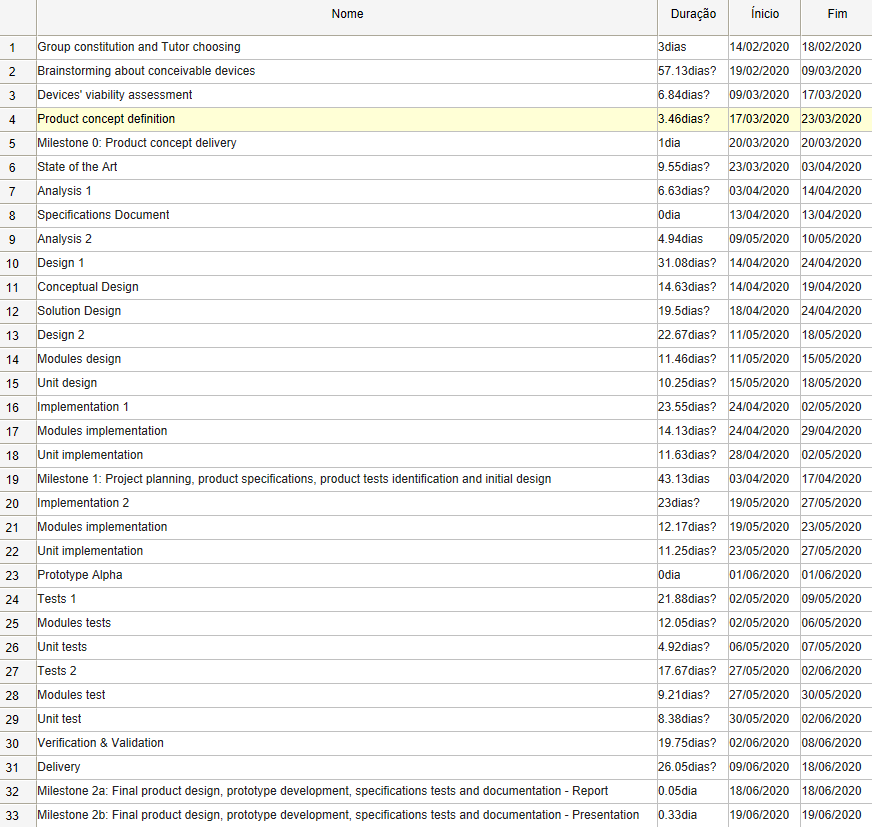 Nome Duração Ínicio Fim
1 Group constitution and Tutor choosing 3dias 14/02/2020 18/02/2020
2 Brainstorming about conceivable devices 57.13dias? 19/02/2020 09/03/2020
3 Devices' viability assessment 6.84dias? 09/03/2020 17/03/2020
4 Product concept definition 3.46dias? 17/03/2020 23/03/2020
5 Milestone 0: Product concept delivery 1dia 20/03/2020 20/03/2020
6 State of the Art 9.55dias? 23/03/2020 03/04/2020
7 Analysis 1 6.63dias? 03/04/2020 14/04/2020
8 Specifications Document 0dia 13/04/2020 13/04/2020
9 Analysis 2 4.94dias 09/05/2020 10/05/2020
10 Design 1 31.08dias? 14/04/2020 24/04/2020
11 Conceptual Design 14.63dias? 14/04/2020 19/04/2020
12 Solution Design 19.5dias? 18/04/2020 24/04/2020
13 Design 2 22.67dias? 11/05/2020 18/05/2020
14 Modules design 11.46dias? 11/05/2020 15/05/2020
15 Unit design 10.25dias? 15/05/2020 18/05/2020
16 Implementation 1 23.55dias? 24/04/2020 02/05/2020
17 Modules implementation 14.13dias? 24/04/2020 29/04/2020
18 Unit implementation 11.63dias? 28/04/2020 02/05/2020
19 Milestone 1: Project planning, product specifications, product tests identification and initial design 43.13dias 03/04/2020 17/04/2020
20 Implementation 2 23dias? 19/05/2020 27/05/2020
21 Modules implementation 12.17dias? 19/05/2020 23/05/2020
22 Unit implementation 11.25dias? 23/05/2020 27/05/2020
23 Prototype Alpha 0dia 01/06/2020 01/06/2020
24 Tests 1 21.88dias? 02/05/2020 09/05/2020
25 Modules tests 12.05dias? 02/05/2020 06/05/2020
26 Unit tests 4.92dias? 06/05/2020 07/05/2020
27 Tests 2 17.67dias? 27/05/2020 02/06/2020
28 Modules test 9.21dias? 27/05/2020 30/05/2020
29 Unit test 8.38dias? 30/05/2020 02/06/2020
30 Verification & Validation 19.75dias? 02/06/2020 08/06/2020
31 Delivery 26.05dias? 09/06/2020 18/06/2020
32 Milestone 2a: Final product design, prototype development, specifications tests and documentation - Report 0.05dia 18/06/2020 18/06/2020
33 Milestone 2b: Final product design, prototype development, specifications tests and documentation - Presentation 0.33dia 19/06/2020 19/06/2020